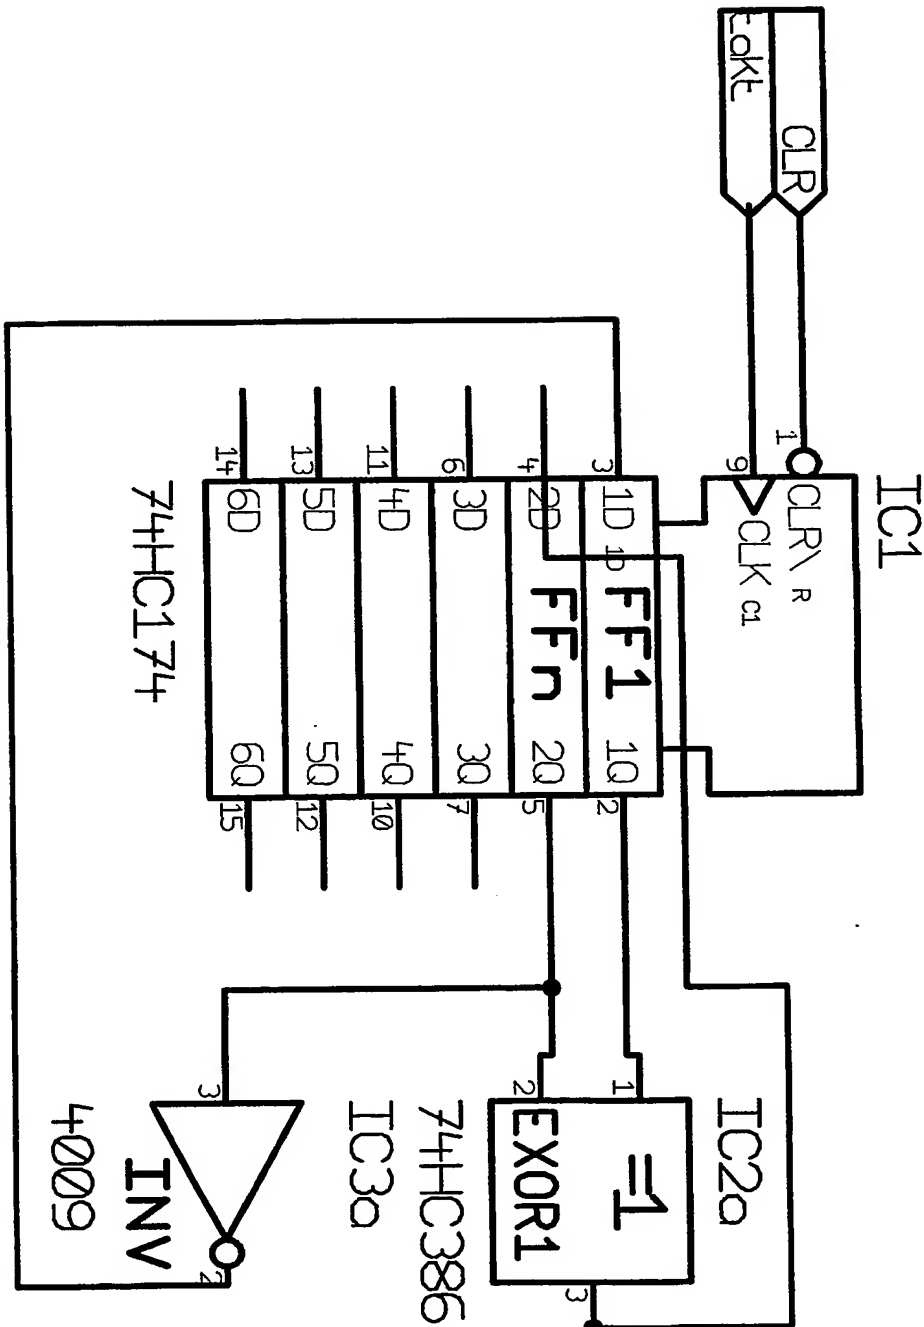 takt
CLR
IC1
1
9
CLR\ R
CLK C1
3
1D
1D
FF1
1Q
2
4
2D
FFn
2Q
5
6
3D
3Q
7
11
4D
4Q
10
13
5D
5Q
12
14
6D
6Q
15
74HC174
IC2a
1
2
=1
EXOR1
3
74HC386
IC3a
3
INV
2
4009